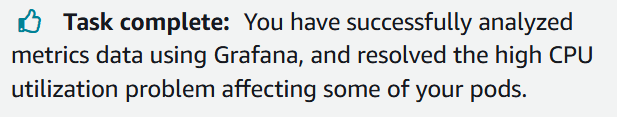 Task complete: You have successfully analyzed
metrics data using Grafana, and resolved the high CPU
utilization problem affecting some of your pods.